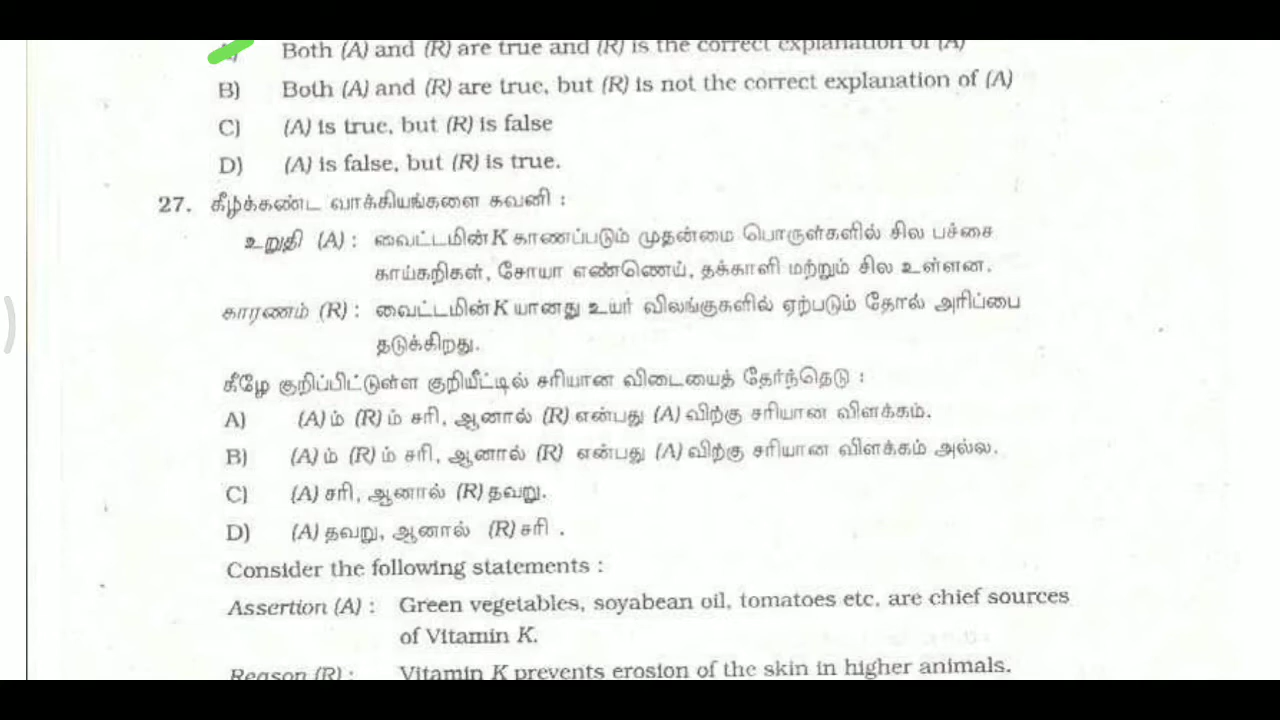 Both (A) and (R) are true and (R) is the correct explanation of (A)
B) Both (A) and (R) are true, but (R) is not the correct explanation of (A)
C) (A) is true, but (R) is false
D) (A) is false, but (R) is true.
27. கீழ்க்கண்ட வாக்கியங்களை கவனி :
உறுதி (A) : வைட்டமின் K காணப்படும் முதன்மை பொருள்களில் சில பச்சை
காய்கறிகள், சோயா எண்ணெய், தக்காளி மற்றும் சில உள்ளன.
காரணம் (R) : வைட்டமின் K யானது உயர் விலங்குகளில் ஏற்படும் தோல் அரிப்பை
தடுக்கிறது.
கீழே குறிப்பிட்டுள்ள குறியீட்டில் சரியான விடையைத் தேர்ந்தெடு :
A) (A) ம் (R) ம் சரி, ஆனால் (R) என்பது (A) விற்கு சரியான விளக்கம்.
B) (A) ம் (R) ம் சரி, ஆனால் (R) என்பது (A) விற்கு சரியான விளக்கம் அல்ல.
C) (A) சரி, ஆனால் (R) தவறு.
D) (A) தவறு, ஆனால் (R) சரி .
Consider the following statements :
Assertion (A) : Green vegetables, soyabean oil, tomatoes etc. are chief sources
of Vitamin K.
Reason (R) : Vitamin K prevents erosion of the skin in higher animals.